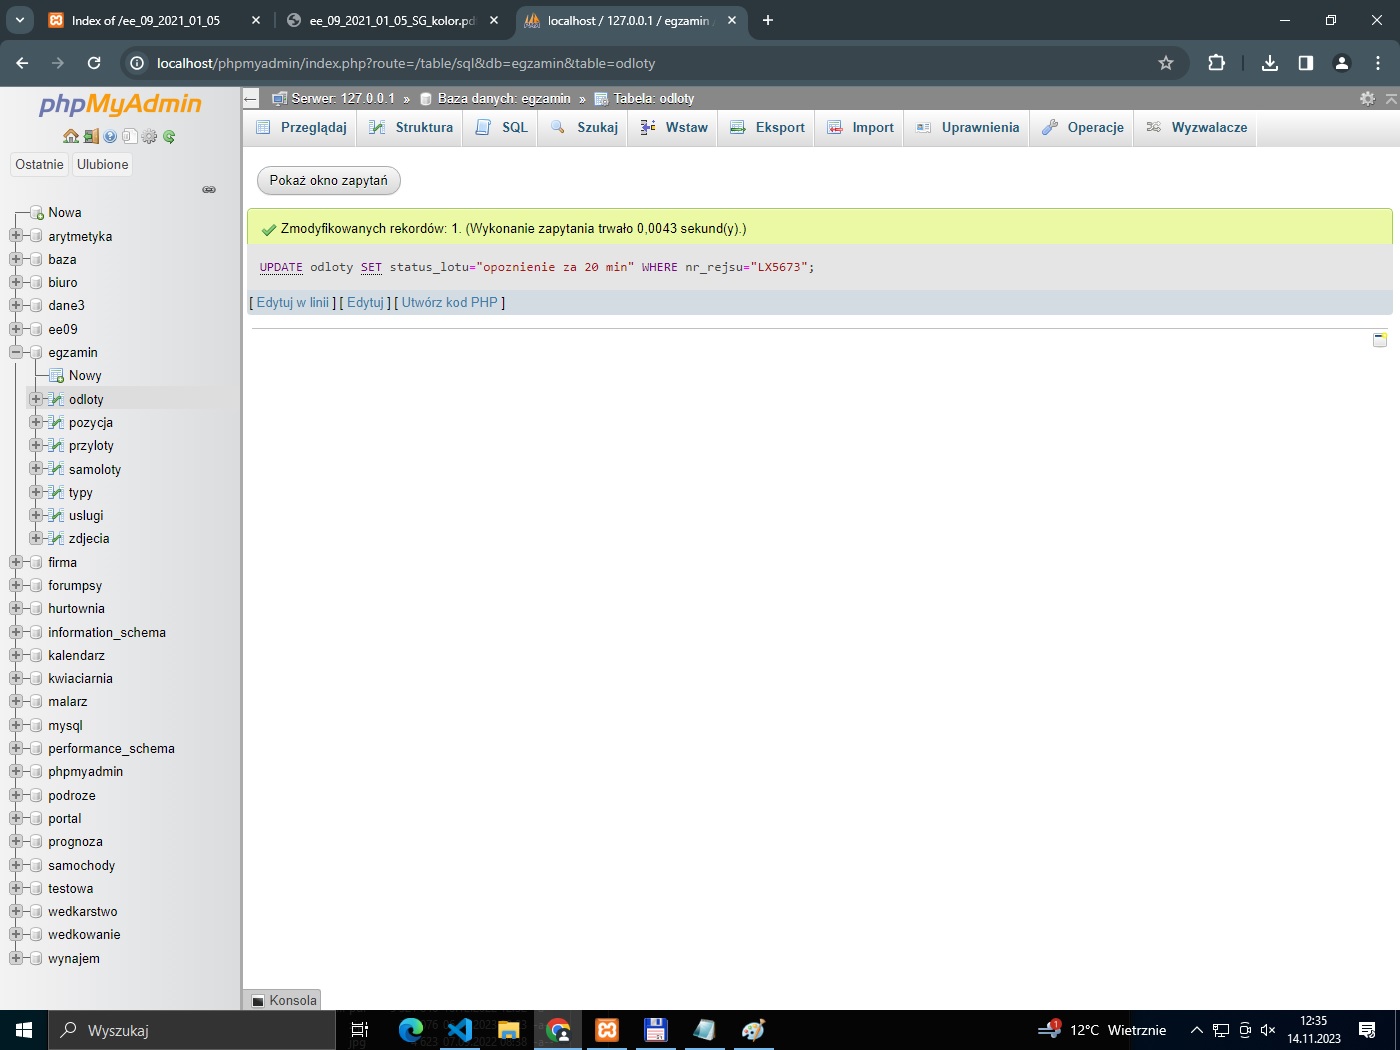 Index of /ee_09_2021_01_05
ee_09_2021_01_05_SG_kolor.pd
localhost / 127.0.0.1 / egzamin
localhost/phpmyadmin/index.php?route=/table/sql&db=egzamin&table=odloty
phpMyAdmin
Ostatnie Ulubione
Nowa
arytmetyka
baza
biuro
dane3
ee09
egzamin
Nowy
odloty
pozycja
przyloty
samoloty
typy
uslugi
zdjecia
firma
forumpsy
hurtownia
information_schema
kalendarz
kwiaciarnia
malarz
mysql
performance_schema
phpmyadmin
podroze
portal
prognoza
samochody
testowa
wedkarstwo
wedkowanie
wynajem
Serwer: 127.0.0.1 » Baza danych: egzamin » Tabela: odloty
Przeglądaj Struktura SQL Szukaj Wstaw Eksport Import Uprawnienia Operacje Wyzwalacze
Pokaż okno zapytań
Zmodyfikowanych rekordów: 1. (Wykonanie zapytania trwało 0,0043 sekund(y).)
UPDATE odloty SET status_lotu="opoznienie za 20 min" WHERE nr_rejsu="LX5673";
[ Edytuj w linii ] [ Edytuj ] [ Utwórz kod PHP ]
Konsola
Wyszukaj
1
12°C Wietrznie
12:35
14.11.2023